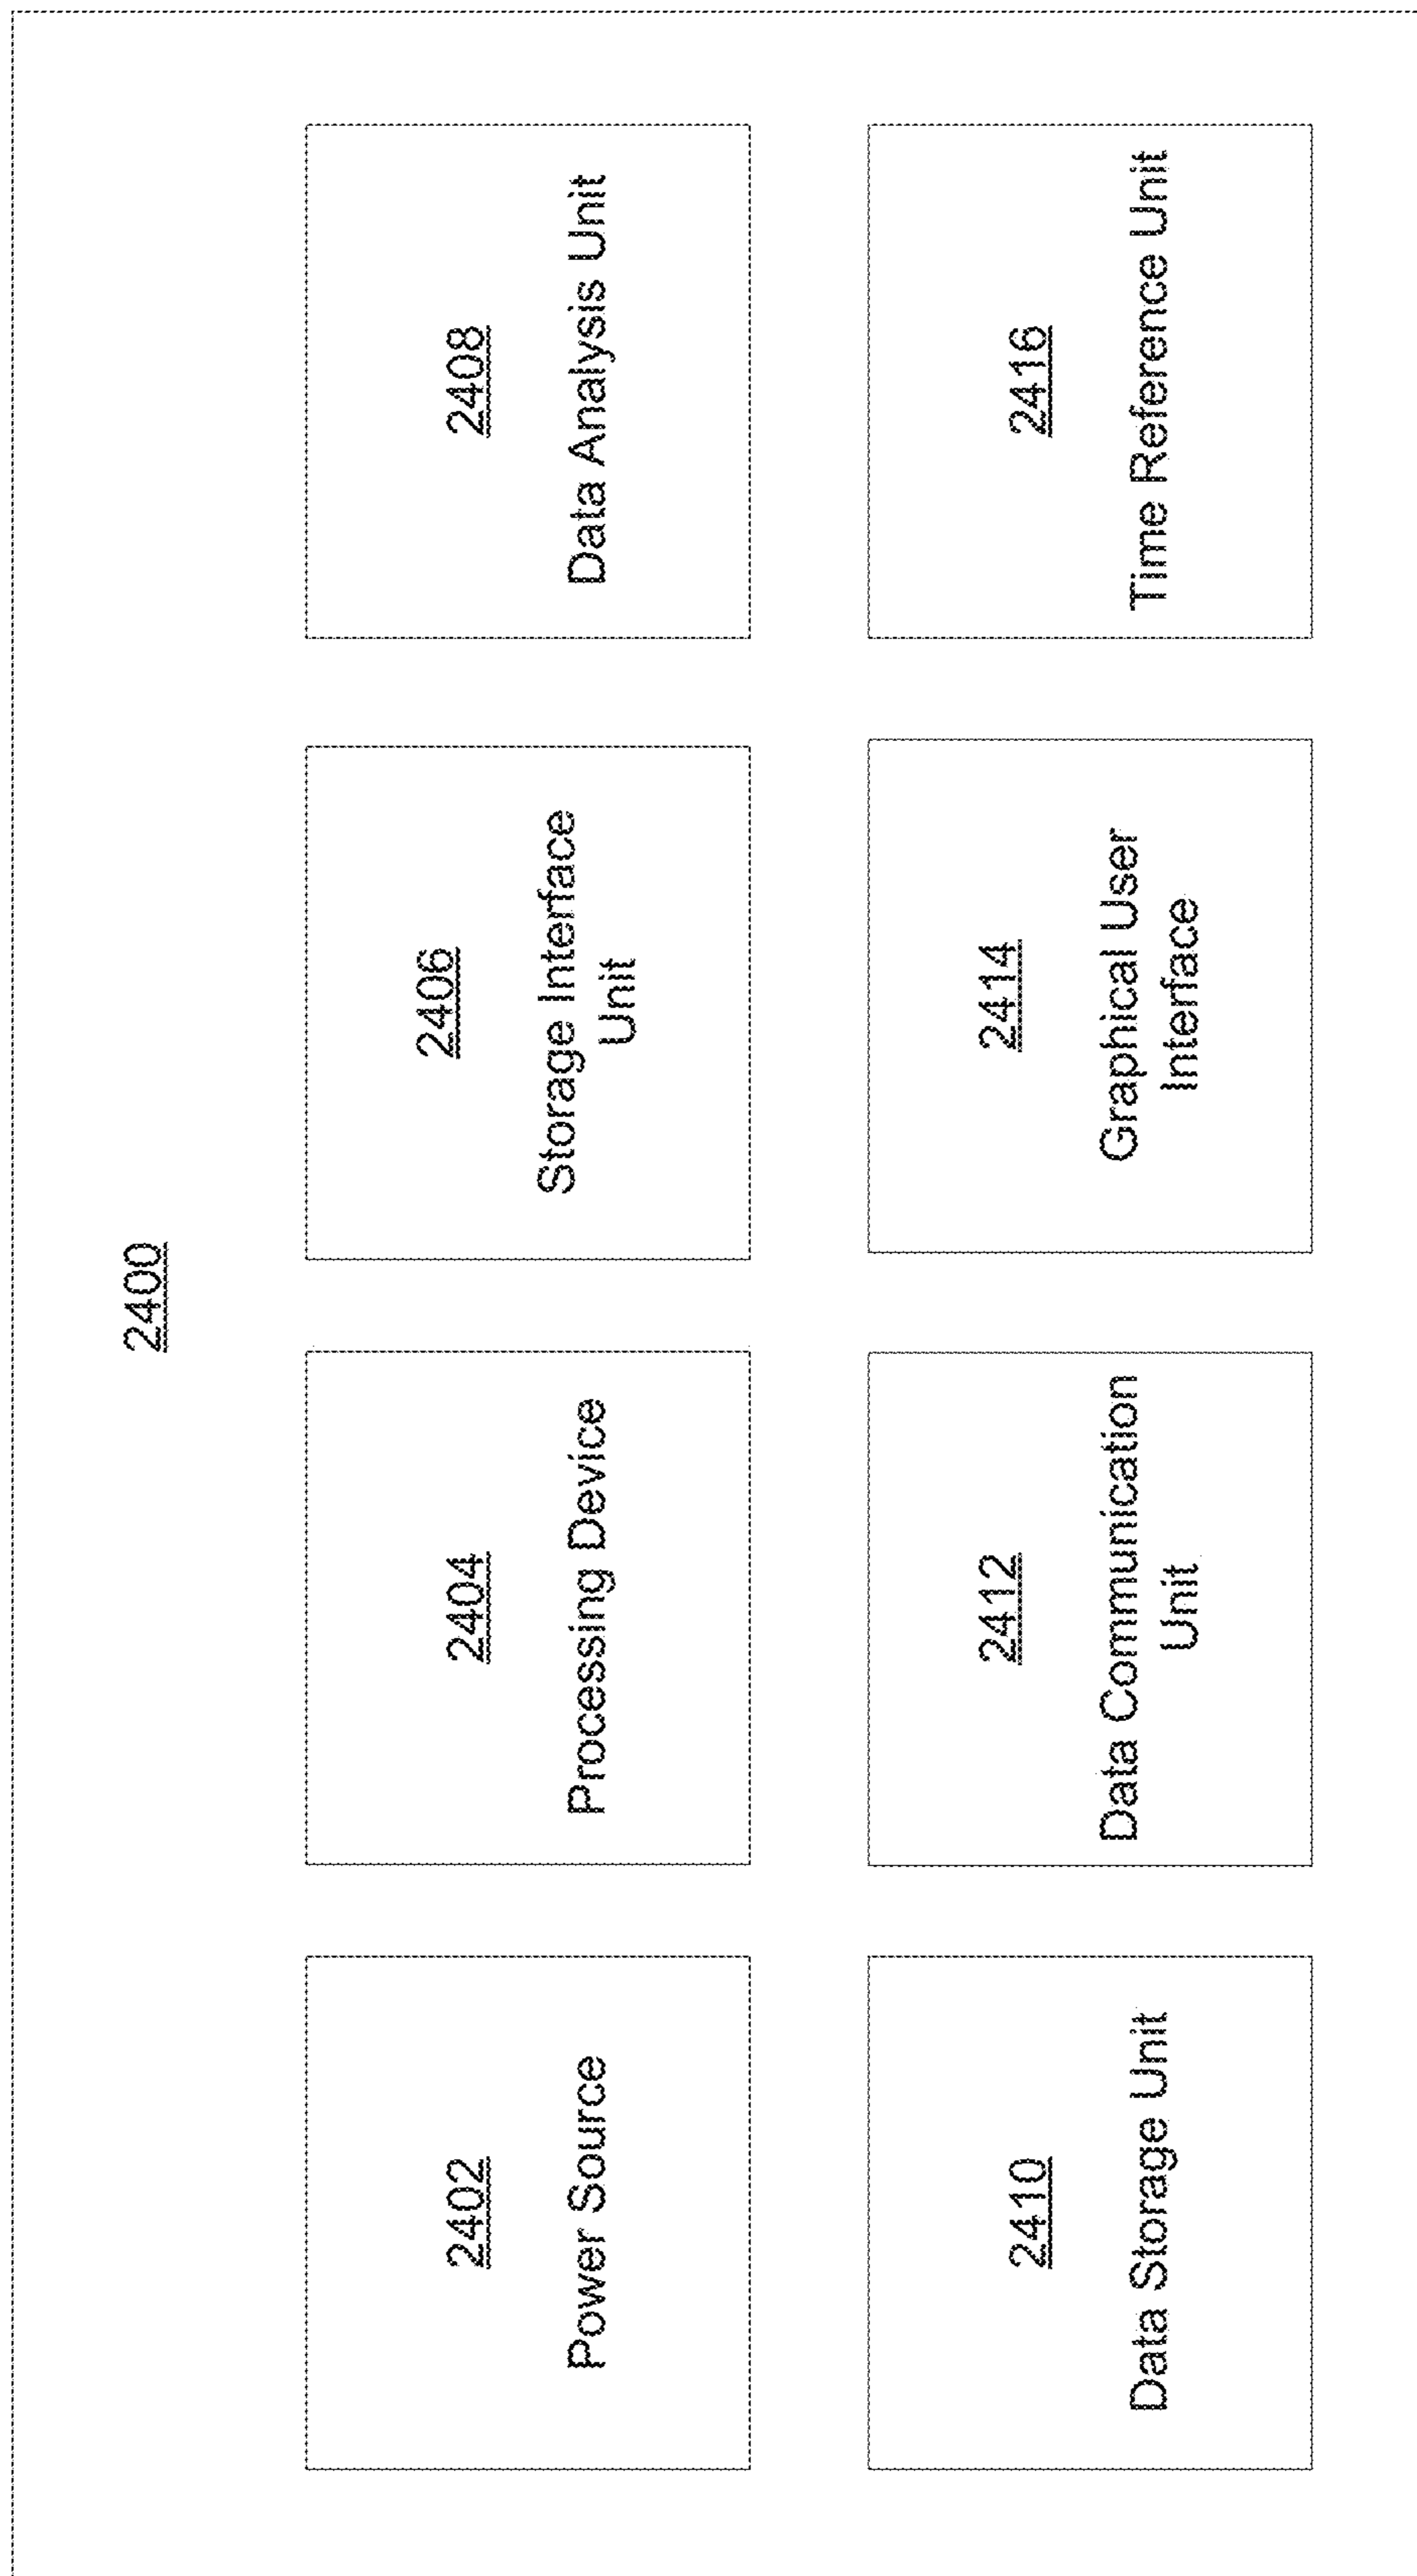 2400
2402
Power Source
2404
Processing Device
2406
Storage Interface
Unit
2408
Data Analysis Unit
2410
Data Storage Unit
2412
Data Communication
Unit
2414
Graphical User
Interface
2416
Time Reference Unit